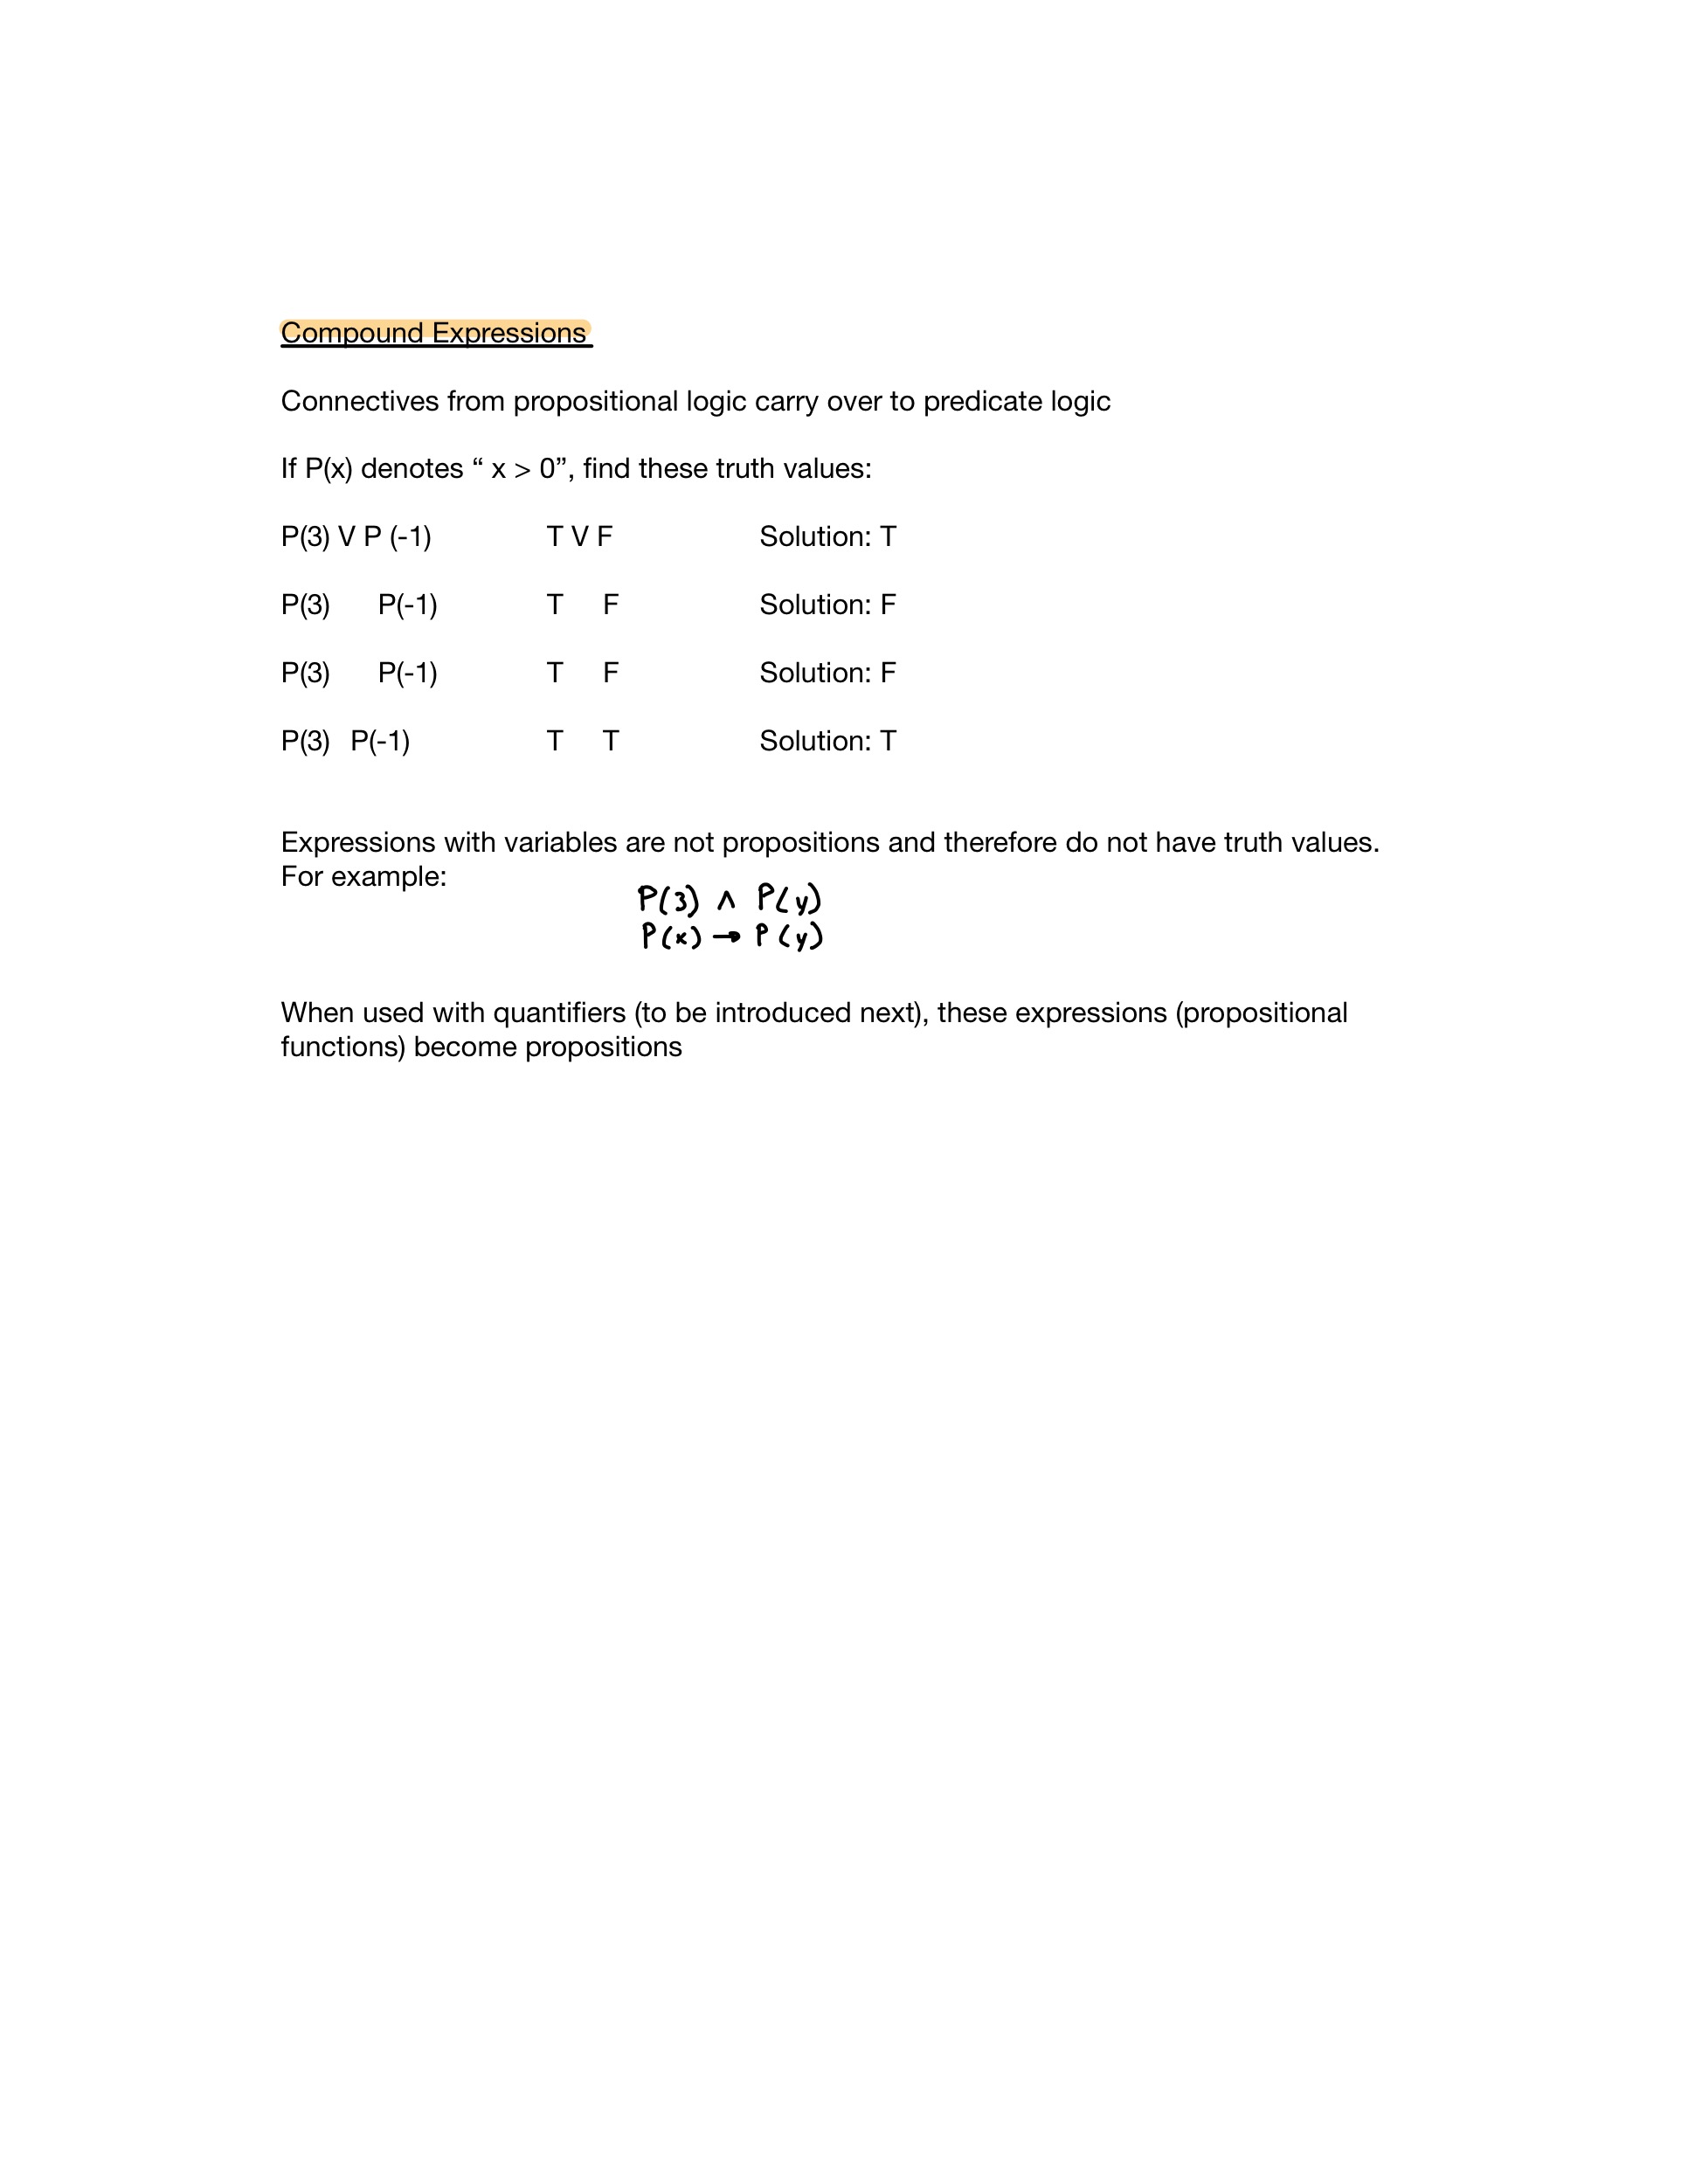 Compound Expressions
Connectives from propositional logic carry over to predicate logic
If P(x) denotes “ x > 0”, find these truth values:
P(3) V P (-1) T V F Solution: T
P(3) P(-1) T F Solution: F
P(3) P(-1) T F Solution: F
P(3) P(-1) T T Solution: T
Expressions with variables are not propositions and therefore do not have truth values.
For example:
P(3) ∧ P(y)
P(x) → P(y)
When used with quantifiers (to be introduced next), these expressions (propositional
functions) become propositions